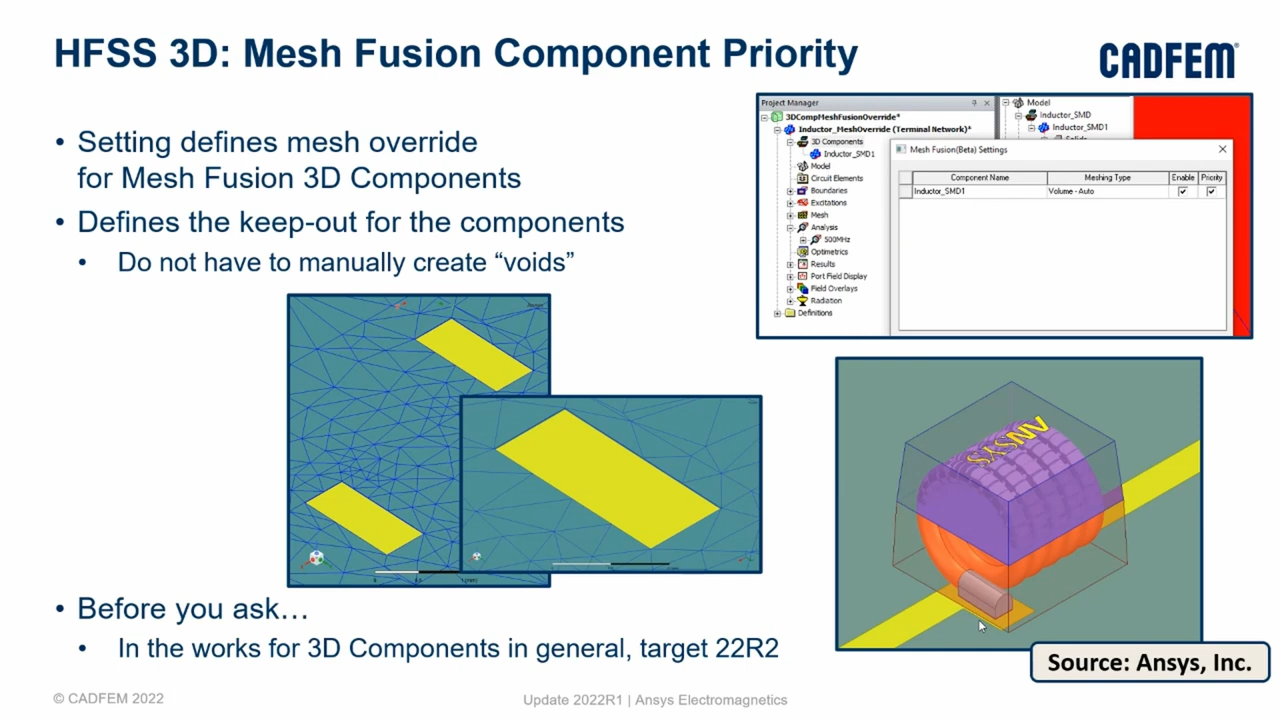 HFSS 3D: Mesh Fusion Component Priority
CADFEM®
• Setting defines mesh override
for Mesh Fusion 3D Components
• Defines the keep-out for the components
• Do not have to manually create “voids”
Project Manager
3DCompMeshFusionOverride*
Inductor_MeshOverride (Terminal Network)*
3D Components
Inductor_SMD1
Model
Circuit Elements
Boundaries
Excitations
Mesh
Analysis
500MHz
Optimetrics
Results
Port Field Display
Field Overlays
Radiation
Definitions
Model
Inductor_SMD
Inductor_SMD1
Mesh Fusion(Beta) Settings
Component Name Meshing Type Enable Priority
Inductor_SMD1 Volume - Auto
ANSYS
• Before you ask…
• In the works for 3D Components in general, target 22R2
Source: Ansys, Inc.
© CADFEM 2022
Update 2022R1 | Ansys Electromagnetics